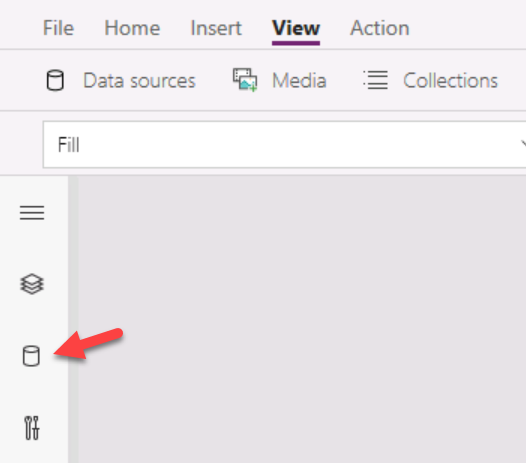 File Home Insert View Action
Data sources Media Collections
Fill